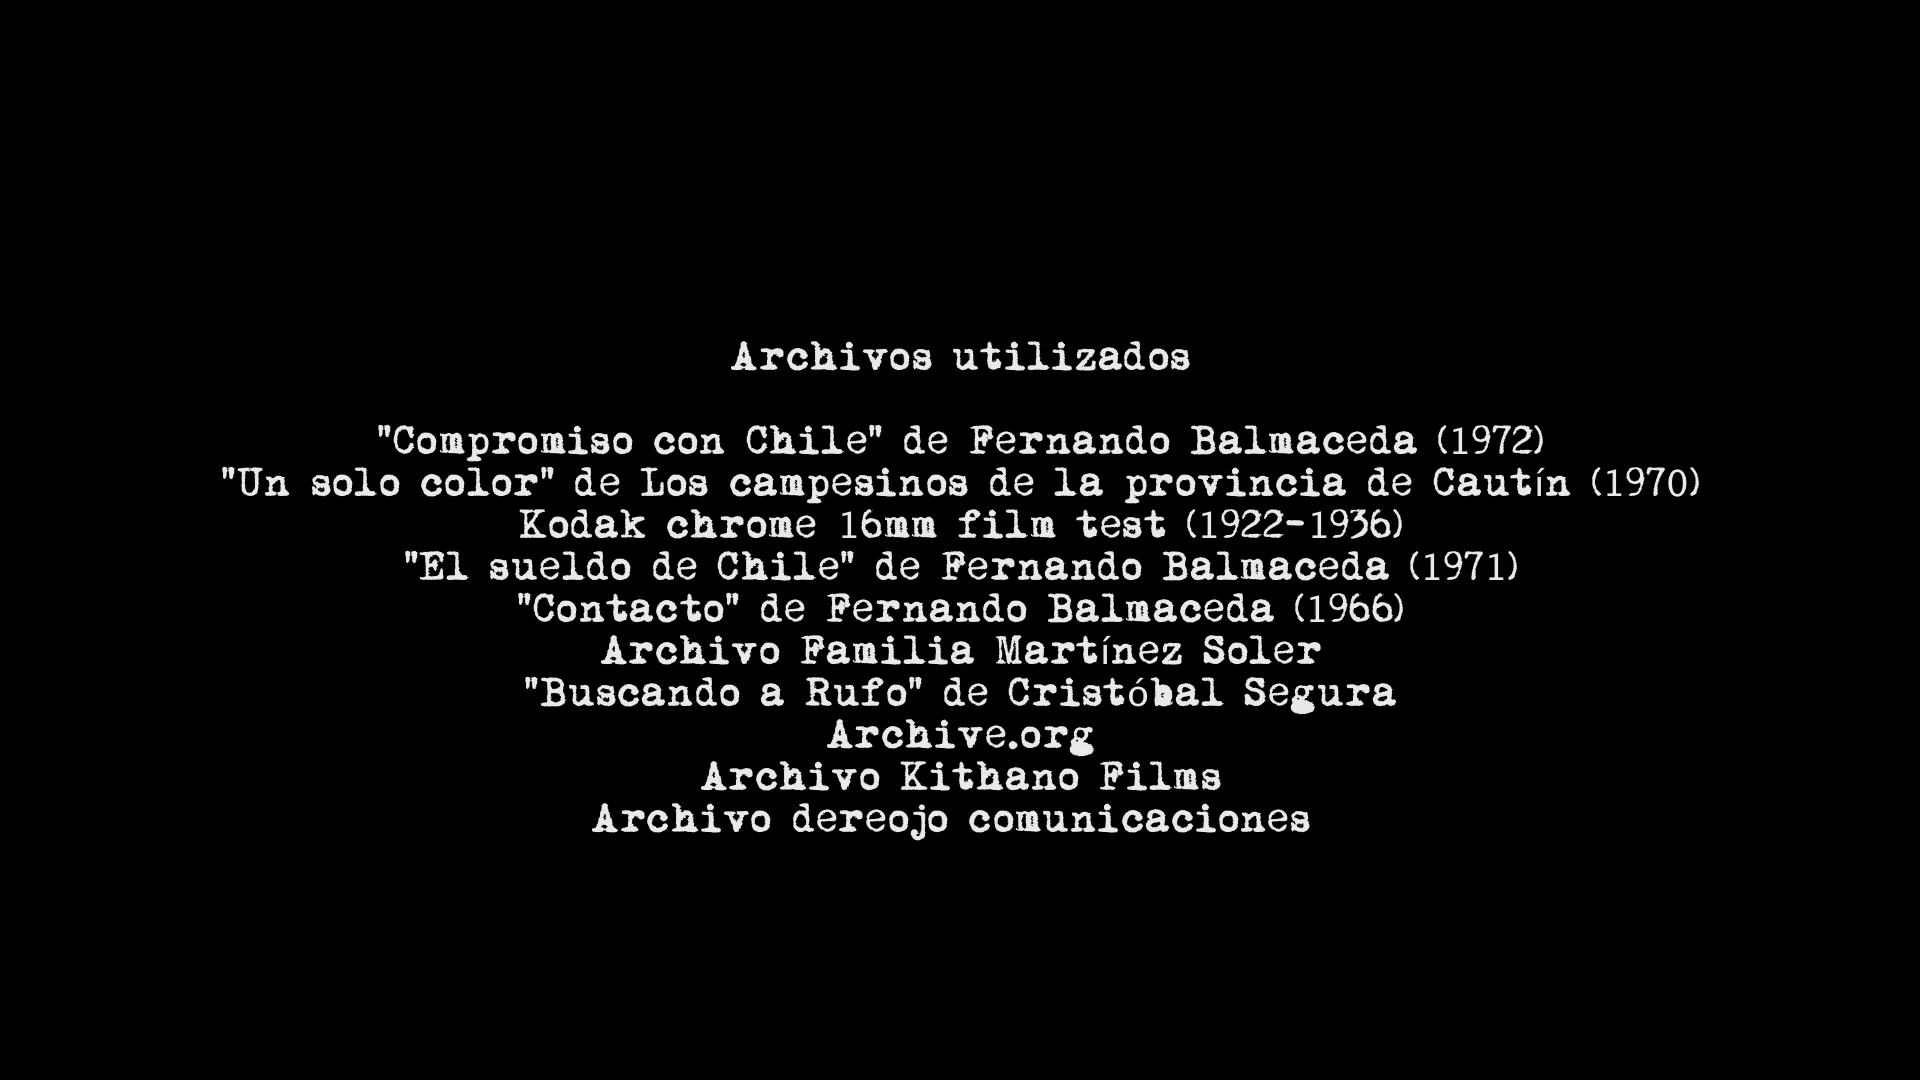 Archivos utilizados
"Compromiso con Chile" de Fernando Balmaceda (1972)
"Un solo color" de Los campesinos de la provincia de Cautín (1970)
Kodak chrome 16mm film test (1922-1936)
"El sueldo de Chile" de Fernando Balmaceda (1971)
"Contacto" de Fernando Balmaceda (1966)
Archivo Familia Martínez Soler
"Buscando a Rufo" de Cristóbal Segura
Archive.org
Archivo Kithano Films
Archivo dereojo comunicaciones